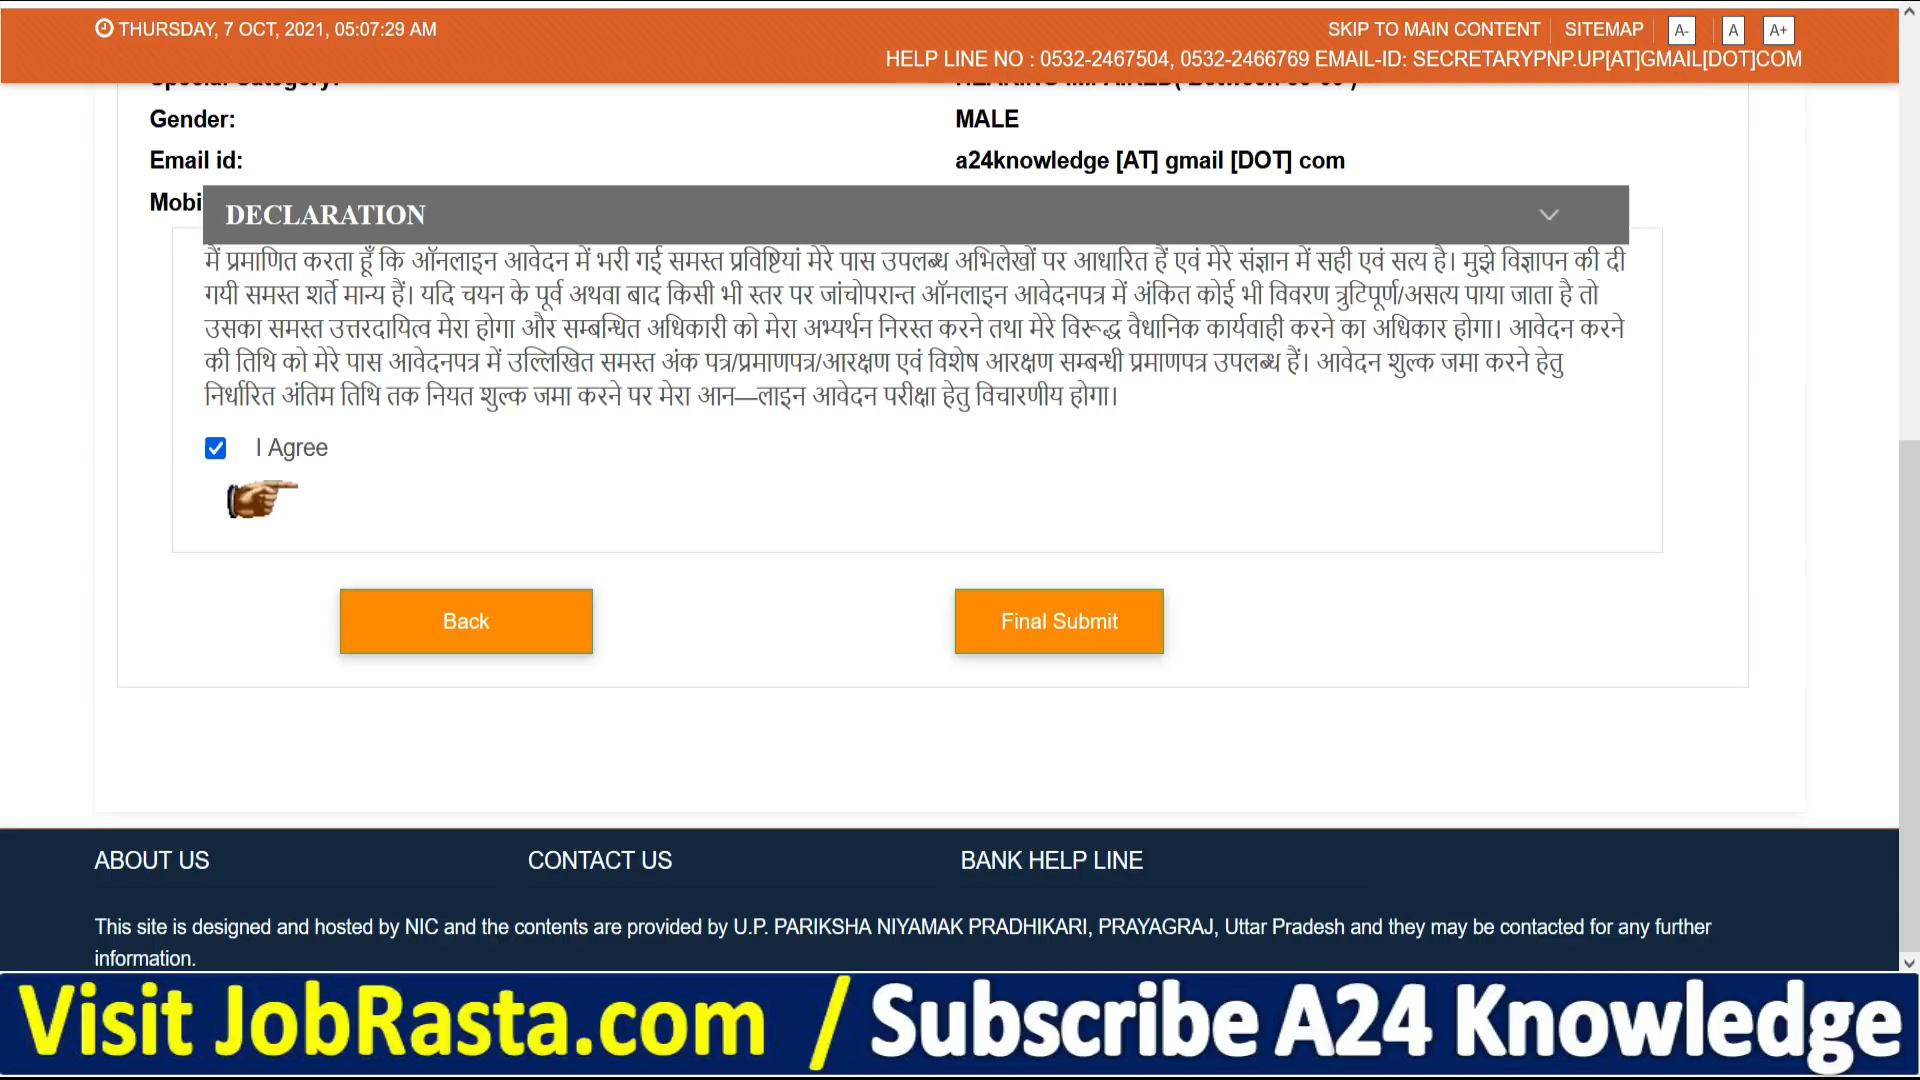 THURSDAY, 7 OCT, 2021, 05:07:29 AM
SKIP TO MAIN CONTENT SITEMAP A- A A+
HELP LINE NO : 0532-2467504, 0532-2466769 EMAIL-ID: SECRETARYPNP.UP[AT]GMAIL[DOT]COM
Gender: MALE
Email id: a24knowledge [AT] gmail [DOT] com
Mobi
DECLARATION
मैं प्रमाणित करता हूँ कि ऑनलाइन आवेदन में भरी गई समस्त प्रविष्टियां मेरे पास उपलब्ध अभिलेखों पर आधारित हैं एवं मेरे संज्ञान में सही एवं सत्य है। मुझे विज्ञापन की दी
गयी समस्त शर्ते मान्य हैं। यदि चयन के पूर्व अथवा बाद किसी भी स्तर पर जांचोपरान्त ऑनलाइन आवेदनपत्र में अंकित कोई भी विवरण त्रुटिपूर्ण/असत्य पाया जाता है तो
उसका समस्त उत्तरदायित्व मेरा होगा और सम्बन्धित अधिकारी को मेरा अभ्यर्थन निरस्त करने तथा मेरे विरूद्ध वैधानिक कार्यवाही करने का अधिकार होगा। आवेदन करने
की तिथि को मेरे पास आवेदनपत्र में उल्लिखित समस्त अंक पत्र/प्रमाणपत्र/आरक्षण एवं विशेष आरक्षण सम्बन्धी प्रमाणपत्र उपलब्ध हैं। आवेदन शुल्क जमा करने हेतु
निर्धारित अंतिम तिथि तक नियत शुल्क जमा करने पर मेरा आन—लाइन आवेदन परीक्षा हेतु विचारणीय होगा।
I Agree
Back
Final Submit
ABOUT US
CONTACT US
BANK HELP LINE
This site is designed and hosted by NIC and the contents are provided by U.P. PARIKSHA NIYAMAK PRADHIKARI, PRAYAGRAJ, Uttar Pradesh and they may be contacted for any further
information.
Visit JobRasta.com / Subscribe A24 Knowledge